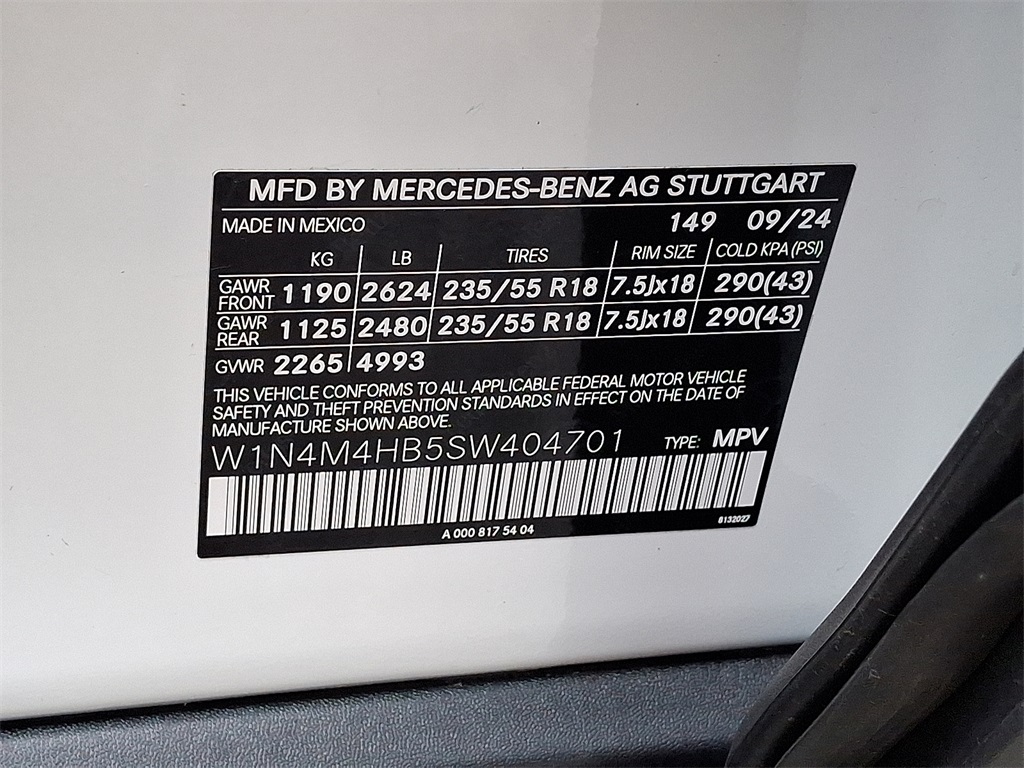 MFD BY MERCEDES-BENZ AG STUTTGART
MADE IN MEXICO 149 09/24
KG LB TIRES RIM SIZE COLD KPA (PSI)
GAWR FRONT 1190 2624 235/55 R18 7.5Jx18 290(43)
GAWR REAR 1125 2480 235/55 R18 7.5Jx18 290(43)
GVWR 2265 4993
THIS VEHICLE CONFORMS TO ALL APPLICABLE FEDERAL MOTOR VEHICLE
SAFETY AND THEFT PREVENTION STANDARDS IN EFFECT ON THE DATE OF
MANUFACTURE SHOWN ABOVE.
W1N4M4HB5SW404701 TYPE: MPV
A 000 817 54 04 8132027